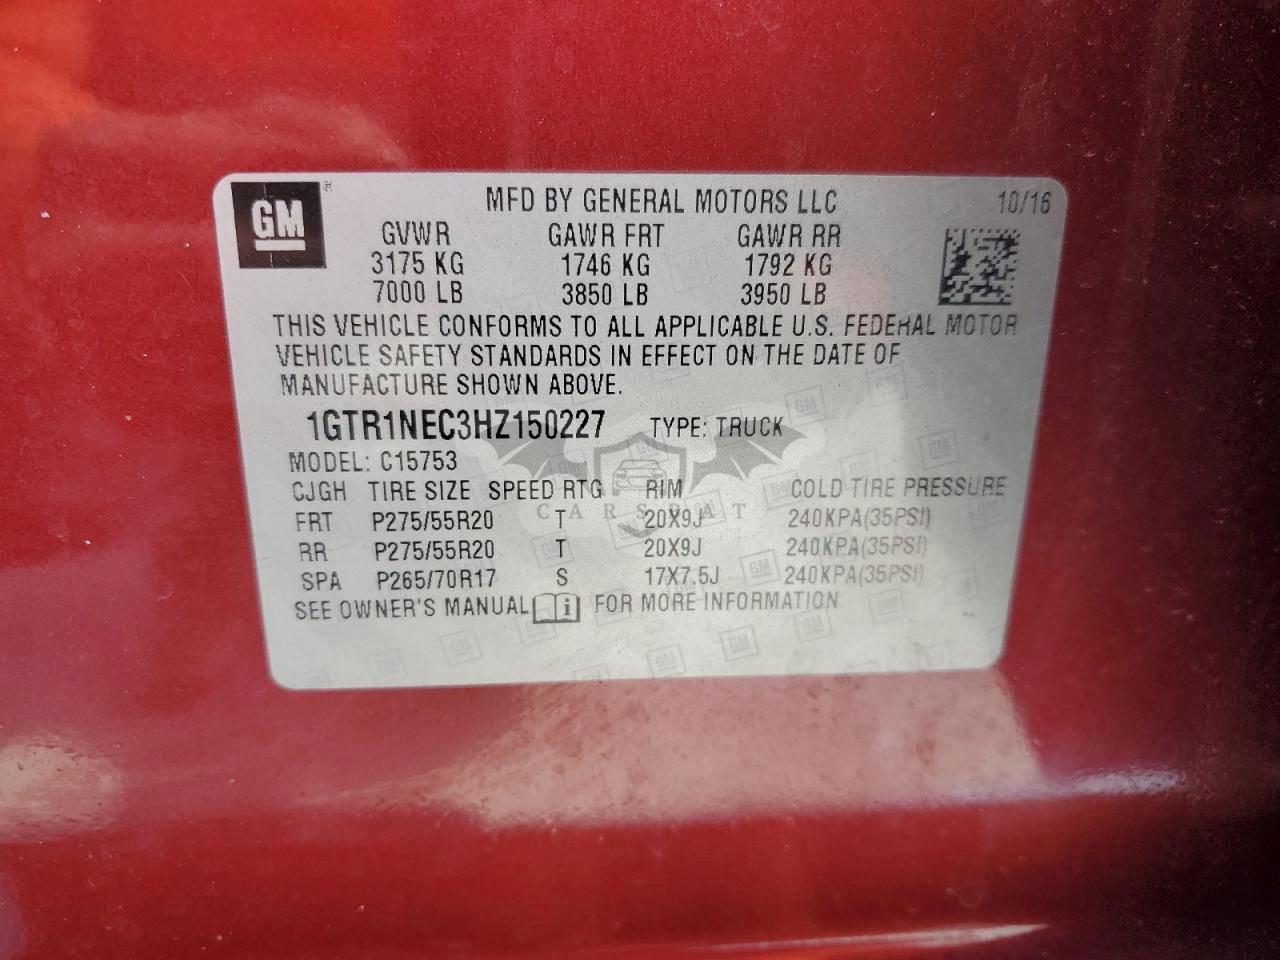 GM ®
MFD BY GENERAL MOTORS LLC 10/16
GVWR GAWR FRT GAWR RR
3175 KG 1746 KG 1792 KG
7000 LB 3850 LB 3950 LB
THIS VEHICLE CONFORMS TO ALL APPLICABLE U.S. FEDERAL MOTOR
VEHICLE SAFETY STANDARDS IN EFFECT ON THE DATE OF
MANUFACTURE SHOWN ABOVE.
1GTR1NEC3HZ150227 TYPE: TRUCK
MODEL: C15753
CJGH TIRE SIZE SPEED RTG RIM COLD TIRE PRESSURE
CARSBAT
FRT P275/55R20 T 20X9J 240KPA(35PSI)
RR P275/55R20 T 20X9J 240KPA(35PSI)
SPA P265/70R17 S 17X7.5J 240KPA(35PSI)
SEE OWNER'S MANUAL i FOR MORE INFORMATION.